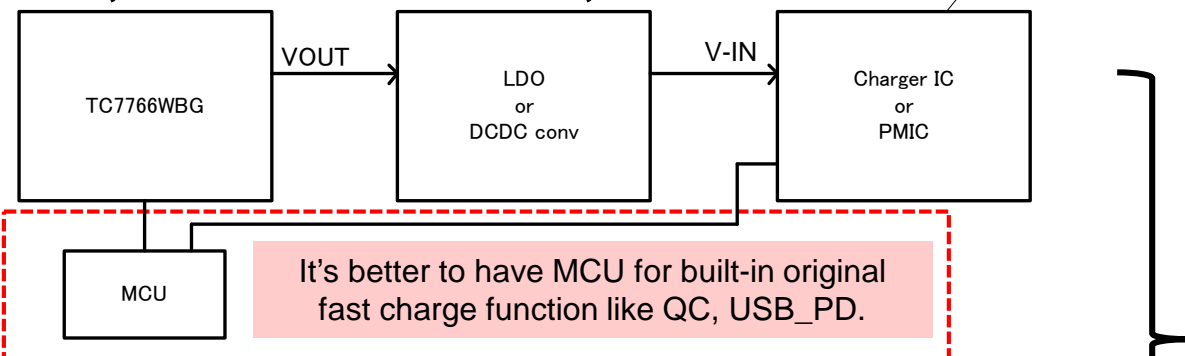 VOUT
V-IN
TC7766WBG
LDO
or
DCDC conv
Charger IC
or
PMIC
MCU
It's better to have MCU for built-in original
fast charge function like QC, USB_PD.